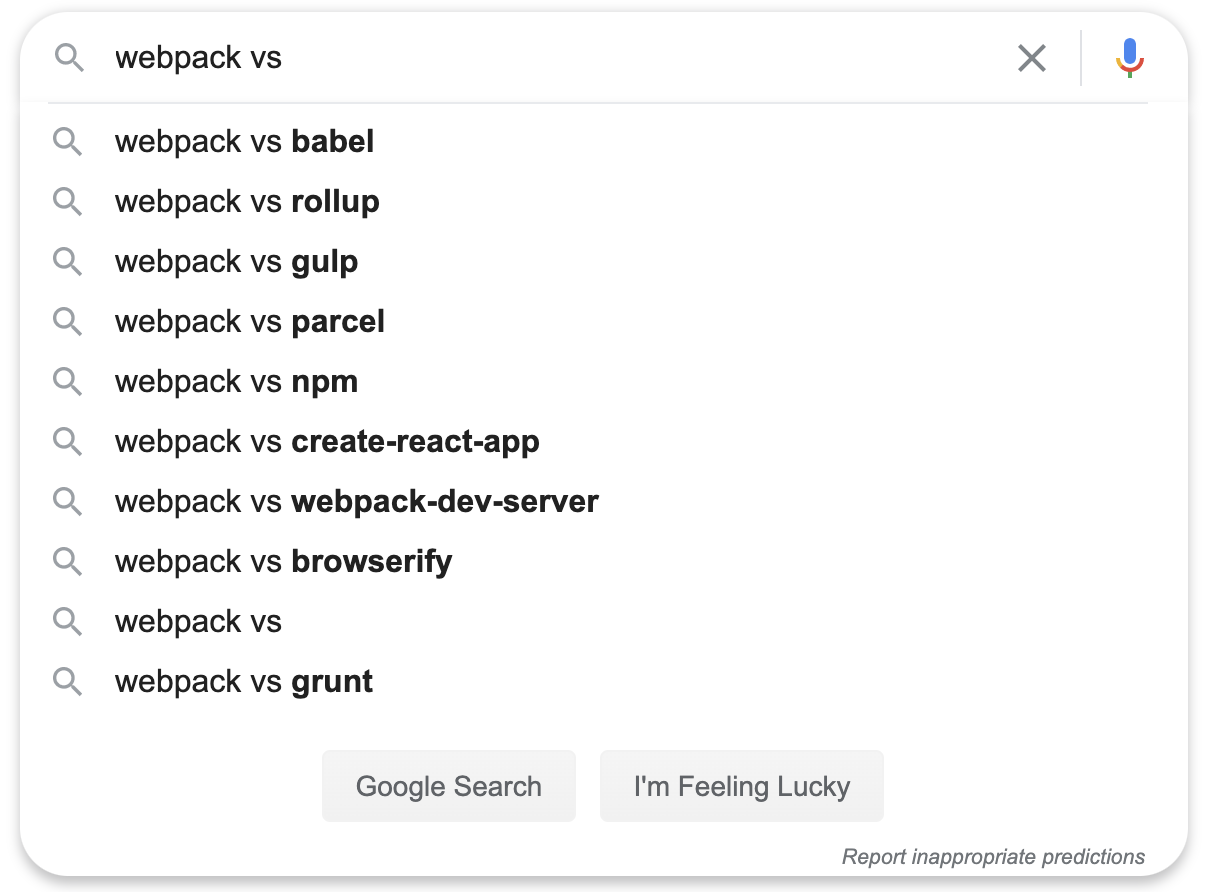 webpack vs
webpack vs babel
webpack vs rollup
webpack vs gulp
webpack vs parcel
webpack vs npm
webpack vs create-react-app
webpack vs webpack-dev-server
webpack vs browserify
webpack vs
webpack vs grunt
Google Search I'm Feeling Lucky
Report inappropriate predictions